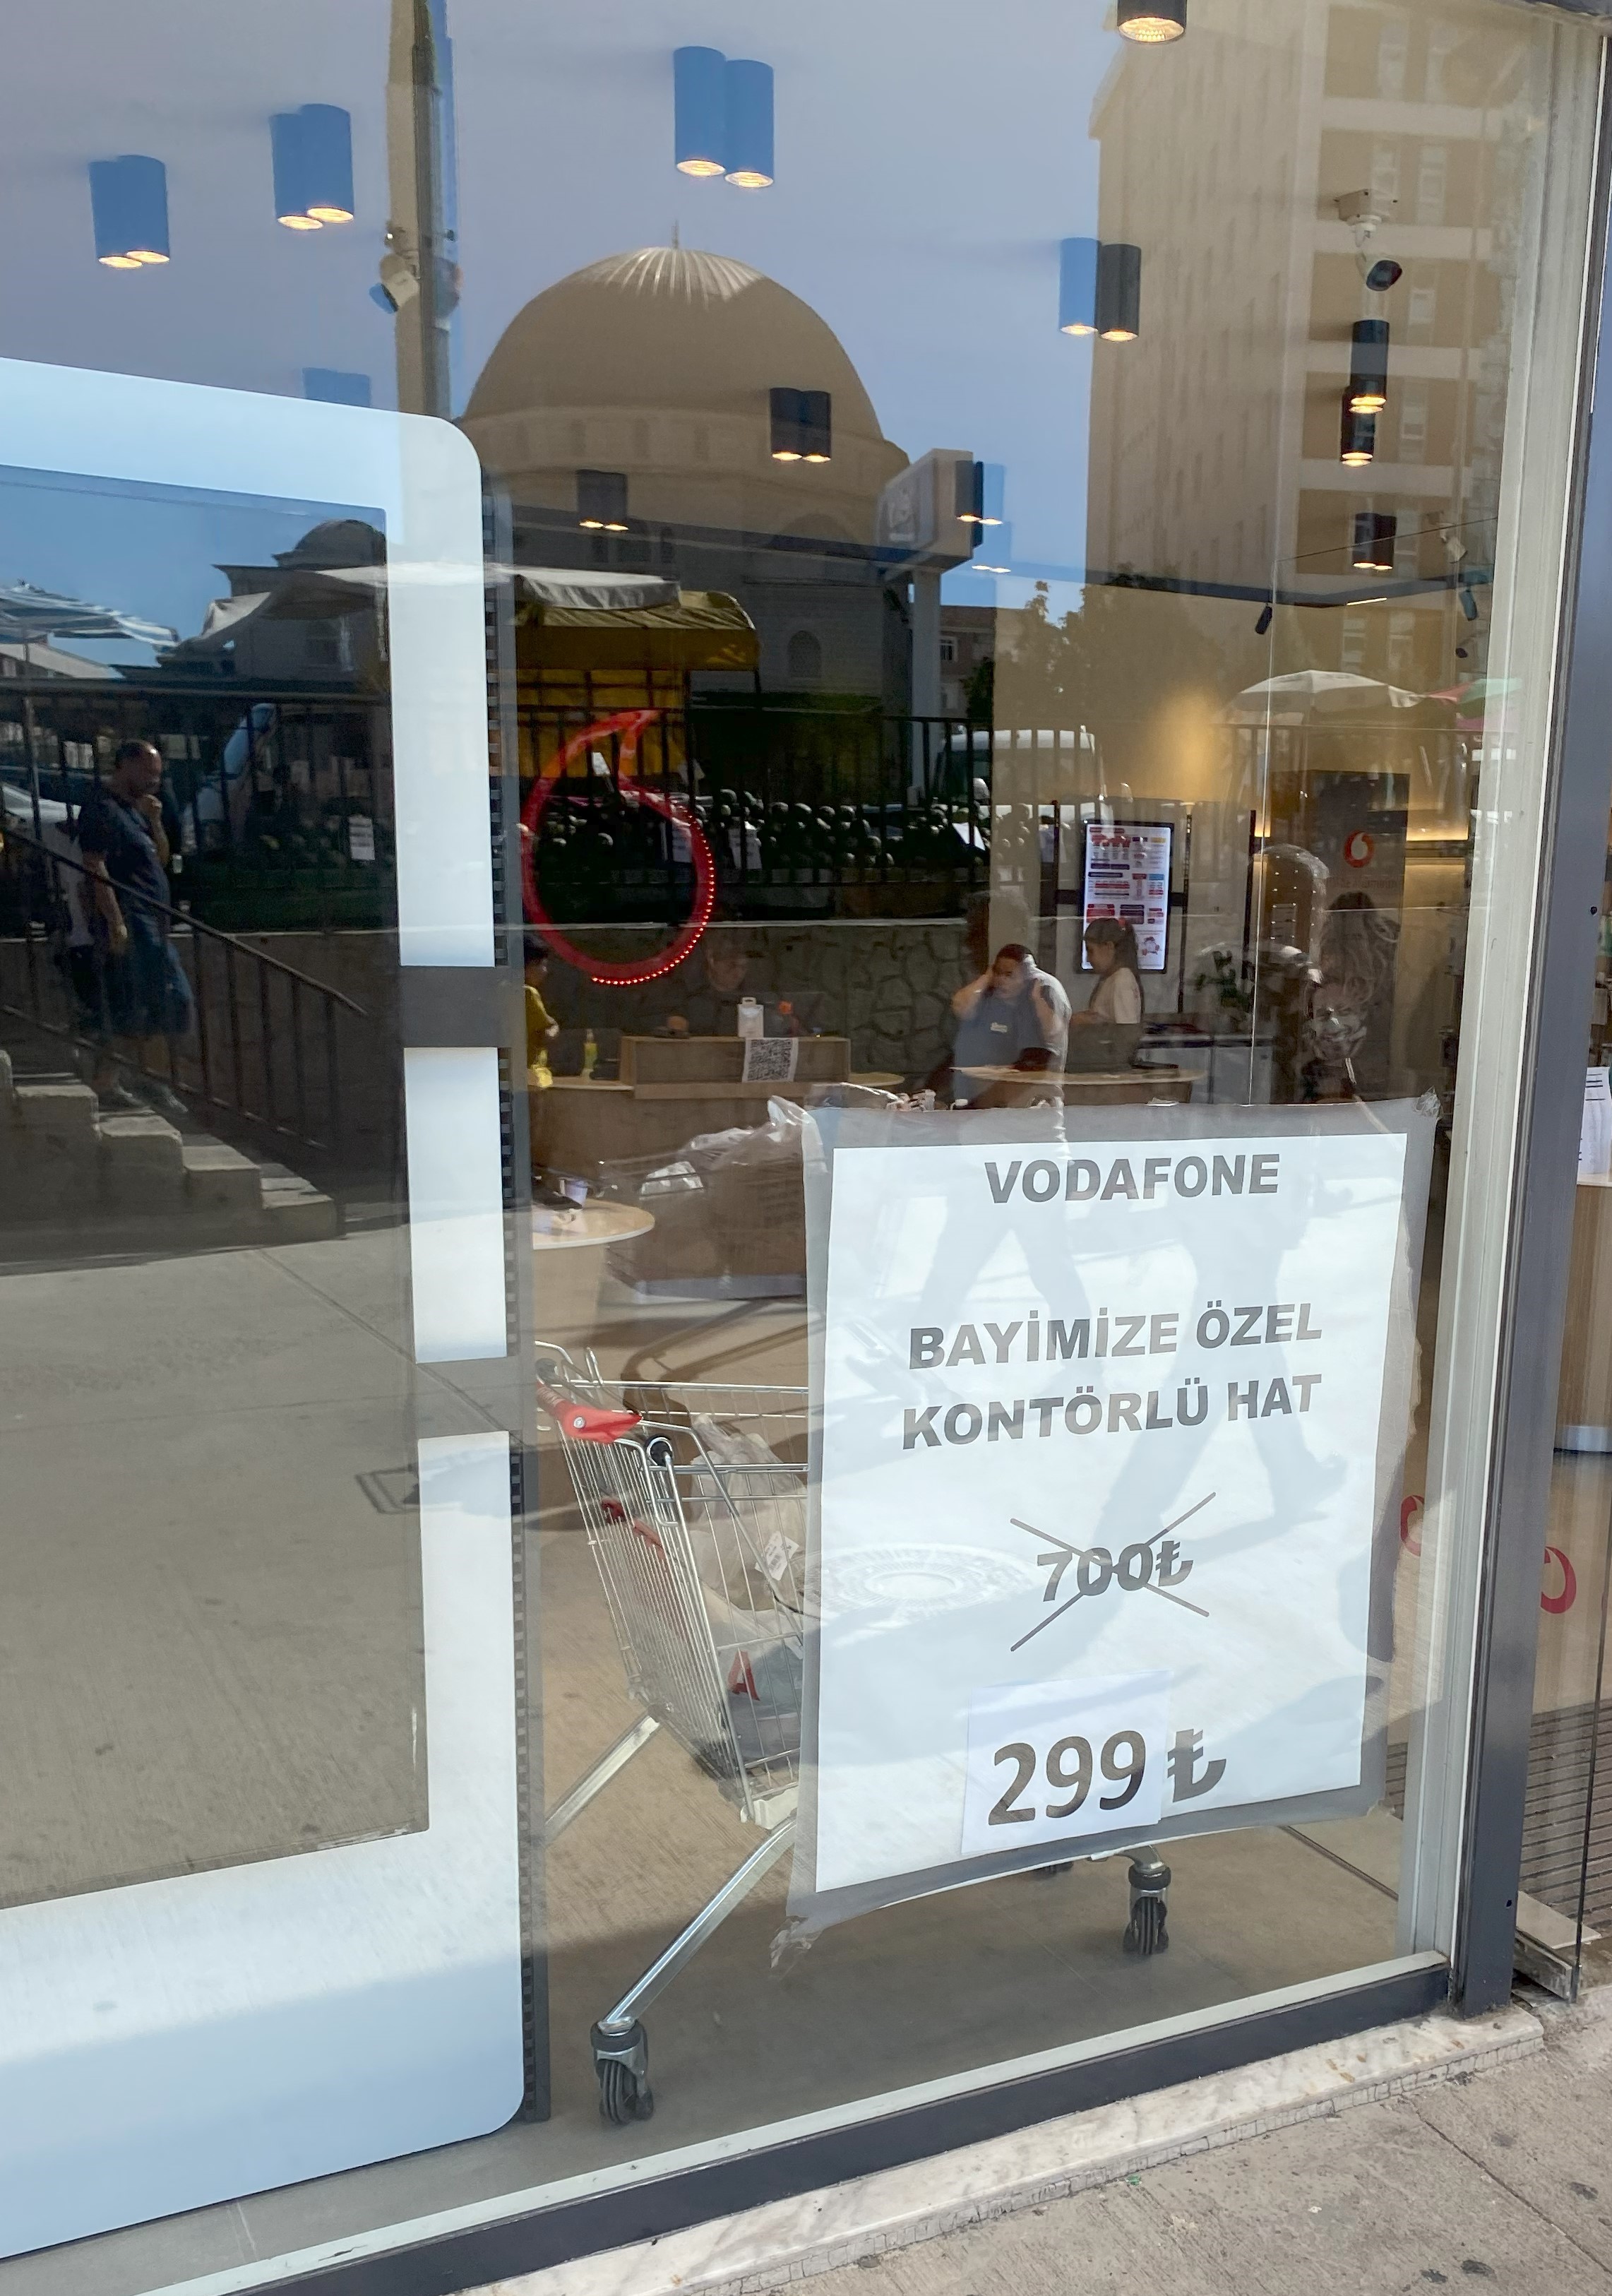 VODAFONE
BAYİMİZE ÖZEL
KONTÖRLÜ HAT
700₺
299 ₺